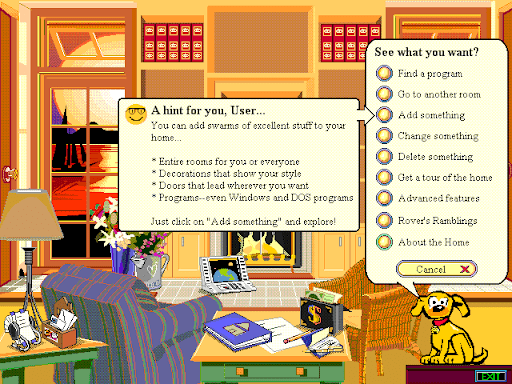 See what you want?
Find a program
Go to another room
Add something
Change something
Delete something
Get a tour of the home
Advanced features
Rover's Ramblings
About the Home
Cancel
A hint for you, User...
You can add swarms of excellent stuff to your
home...
* Entire rooms for you or everyone
* Decorations that show your style
* Doors that lead wherever you want
* Programs--even Windows and DOS programs
Just click on "Add something" and explore!
$
EXIT